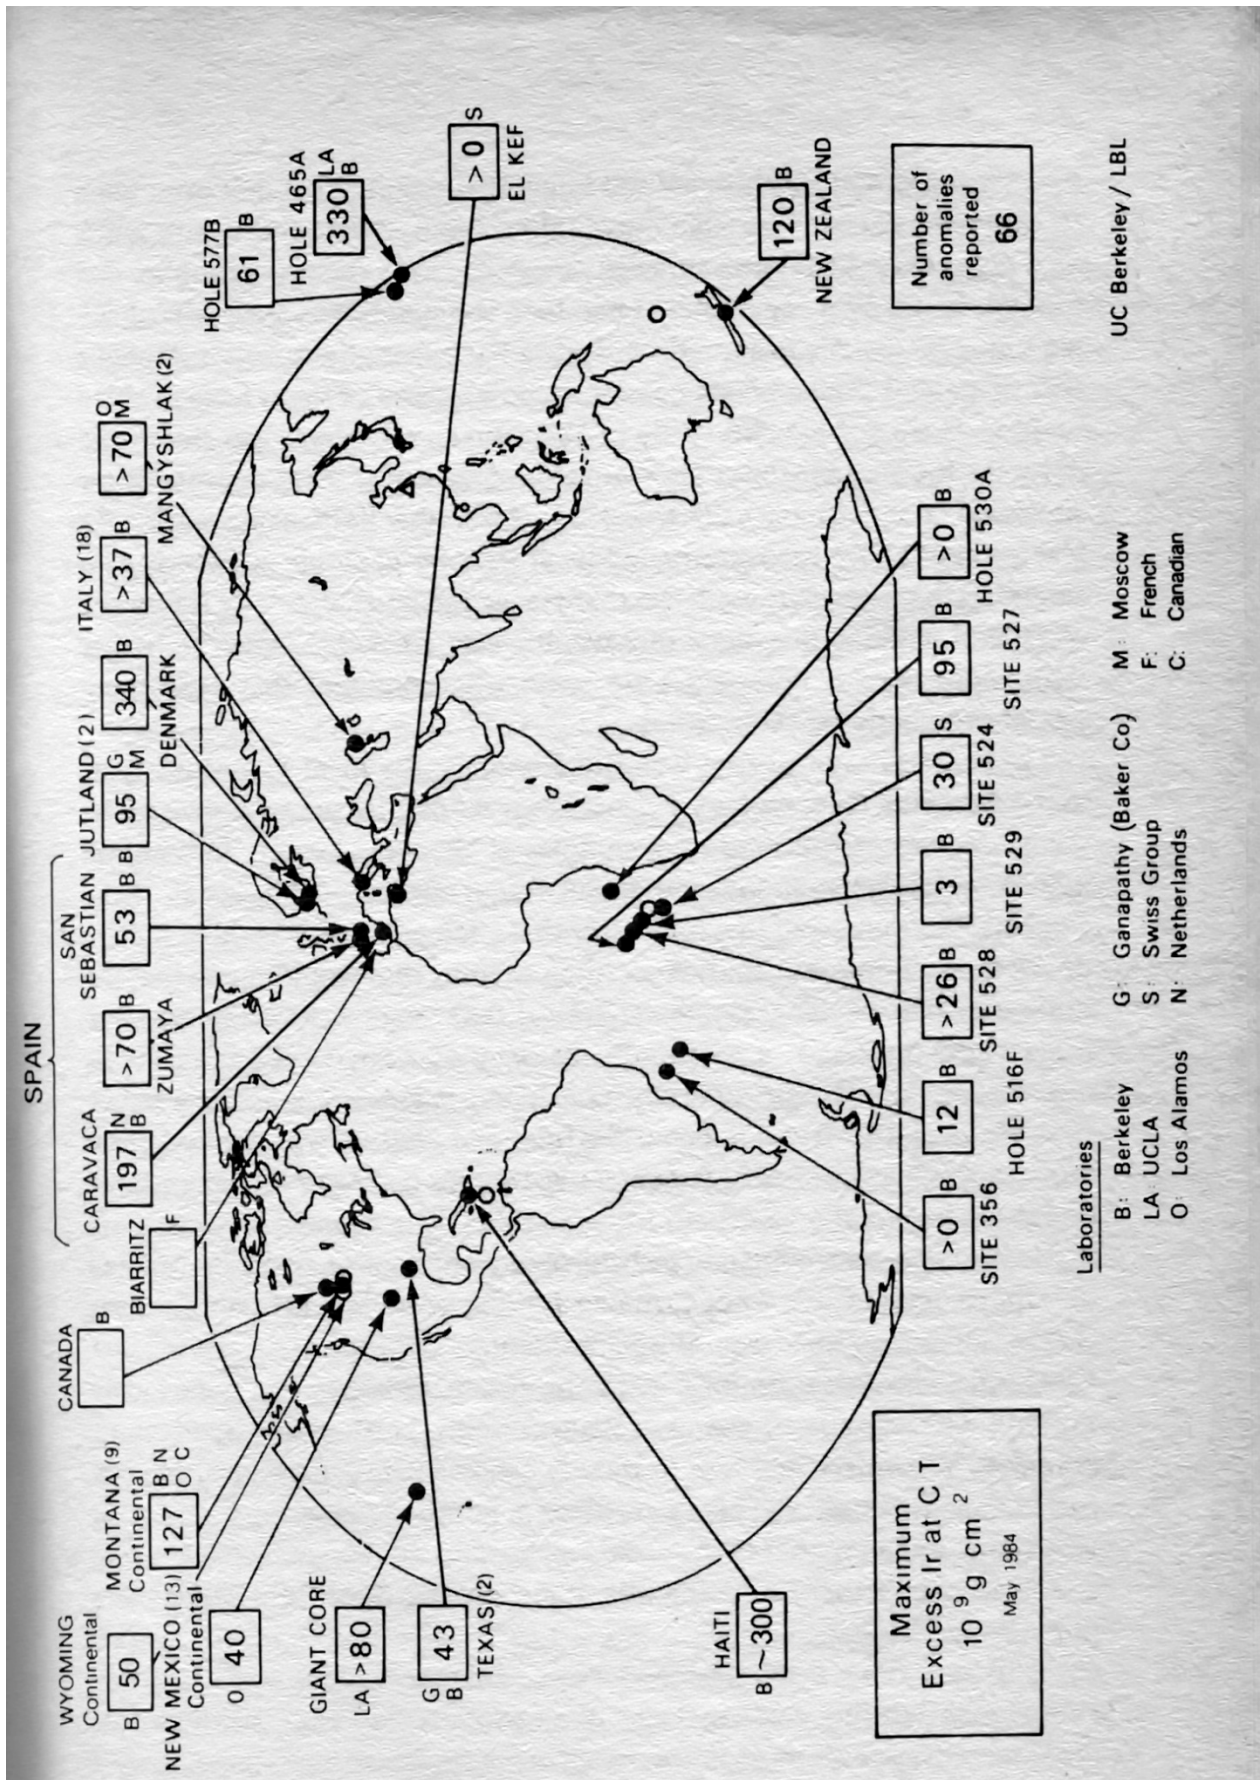 WYOMING
Continental
B 50
MONTANA (9)
Continental
127 B N
O C
NEW MEXICO (13)
Continental
O 40
GIANT CORE
LA >80
G
B 43
TEXAS (2)
HAITI
B ~300
CANADA
B
BIARRITZ
F
SPAIN
CARAVACA
197 N
B
>70 B
ZUMAYA
SAN
SEBASTIAN
53 B
JUTLAND (2)
B
95 G
M
340 B
DENMARK
ITALY (18)
>37 B
>70 O
M
MANGYSHLAK (2)
HOLE 577B
61 B
HOLE 465A
330 LA
B
>0 S
EL KEF
120 B
NEW ZEALAND
>0 B
SITE 356
12 B
HOLE 516F
>26 B
SITE 528
3 B
SITE 529
30 S
SITE 524
95 B
SITE 527
>0 B
HOLE 530A
Maximum
Excess Ir at C T
10 9 g cm 2
May 1984
Number of
anomalies
reported
66
Laboratories
B: Berkeley
LA: UCLA
O: Los Alamos
G: Ganapathy (Baker Co)
S: Swiss Group
N: Netherlands
M: Moscow
F: French
C: Canadian
UC Berkeley / LBL